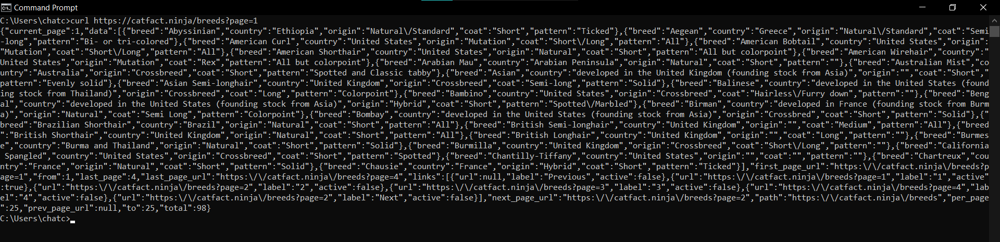 Command Prompt
C:\Users\chatc>curl https://catfact.ninja/breeds?page=1
{"current_page":1,"data":[{"breed":"Abyssinian","country":"Ethiopia","origin":"Natural\/Standard","coat":"Short","pattern":"Ticked"},{"breed":"Aegean","country":"Greece","origin":"Natural\/Standard","coat":"Semi
-long","pattern":"Bi- or tri-colored"},{"breed":"American Curl","country":"United States","origin":"Mutation","coat":"Short\/Long","pattern":"All"},{"breed":"American Bobtail","country":"United States","origin":
"Mutation","coat":"Short\/Long","pattern":"All"},{"breed":"American Shorthair","country":"United States","origin":"Natural","coat":"Short","pattern":"All but colorpoint"},{"breed":"American Wirehair","country":"
United States","origin":"Mutation","coat":"Rex","pattern":"All but colorpoint"},{"breed":"Arabian Mau","country":"Arabian Peninsula","origin":"Natural","coat":"Short","pattern":""},{"breed":"Australian Mist","co
untry":"Australia","origin":"Crossbreed","coat":"Short","pattern":"Spotted and Classic tabby"},{"breed":"Asian","country":"developed in the United Kingdom (founding stock from Asia)","origin":"","coat":"Short","
pattern":"Evenly solid"},{"breed":"Asian Semi-longhair","country":"United Kingdom","origin":"Crossbreed","coat":"Semi-long","pattern":"Solid"},{"breed":"Balinese","country":"developed in the United States (found
ing stock from Thailand)","origin":"Crossbreed","coat":"Long","pattern":"Colorpoint"},{"breed":"Bambino","country":"United States","origin":"Crossbreed","coat":"Hairless\/Furry down","pattern":""},{"breed":"Beng
al","country":"developed in the United States (founding stock from Asia)","origin":"Hybrid","coat":"Short","pattern":"Spotted\/Marbled"},{"breed":"Birman","country":"developed in France (founding stock from Burm
a)","origin":"Natural","coat":"Semi Long","pattern":"Colorpoint"},{"breed":"Bombay","country":"developed in the United States (founding stock from Asia)","origin":"Crossbred","coat":"Short","pattern":"Solid"},{"
breed":"Brazilian Shorthair","country":"Brazil","origin":"Natural","coat":"Short","pattern":"All"},{"breed":"British Semi-longhair","country":"United Kingdom","origin":"","coat":"Medium","pattern":"All"},{"breed
":"British Shorthair","country":"United Kingdom","origin":"Natural","coat":"Short","pattern":"All"},{"breed":"British Longhair","country":"United Kingdom","origin":"","coat":"Long","pattern":""},{"breed":"Burmes
e","country":"Burma and Thailand","origin":"Natural","coat":"Short","pattern":"Solid"},{"breed":"Burmilla","country":"United Kingdom","origin":"Crossbreed","coat":"Short\/Long","pattern":""},{"breed":"California
 Spangled","country":"United States","origin":"Crossbreed","coat":"Short","pattern":"Spotted"},{"breed":"Chantilly-Tiffany","country":"United States","origin":"","coat":"","pattern":""},{"breed":"Chartreux","cou
ntry":"France","origin":"Natural","coat":"Short","pattern":"Solid"},{"breed":"Chausie","country":"France","origin":"Hybrid","coat":"Short","pattern":"Ticked"}],"first_page_url":"https:\/\/catfact.ninja\/breeds?p
age=1","from":1,"last_page":4,"last_page_url":"https:\/\/catfact.ninja\/breeds?page=4","links":[{"url":null,"label":"Previous","active":false},{"url":"https:\/\/catfact.ninja\/breeds?page=1","label":"1","active"
:true},{"url":"https:\/\/catfact.ninja\/breeds?page=2","label":"2","active":false},{"url":"https:\/\/catfact.ninja\/breeds?page=3","label":"3","active":false},{"url":"https:\/\/catfact.ninja\/breeds?page=4","lab
el":"4","active":false},{"url":"https:\/\/catfact.ninja\/breeds?page=2","label":"Next","active":false}],"next_page_url":"https:\/\/catfact.ninja\/breeds?page=2","path":"https:\/\/catfact.ninja\/breeds","per_page
":25,"prev_page_url":null,"to":25,"total":98}
C:\Users\chatc>